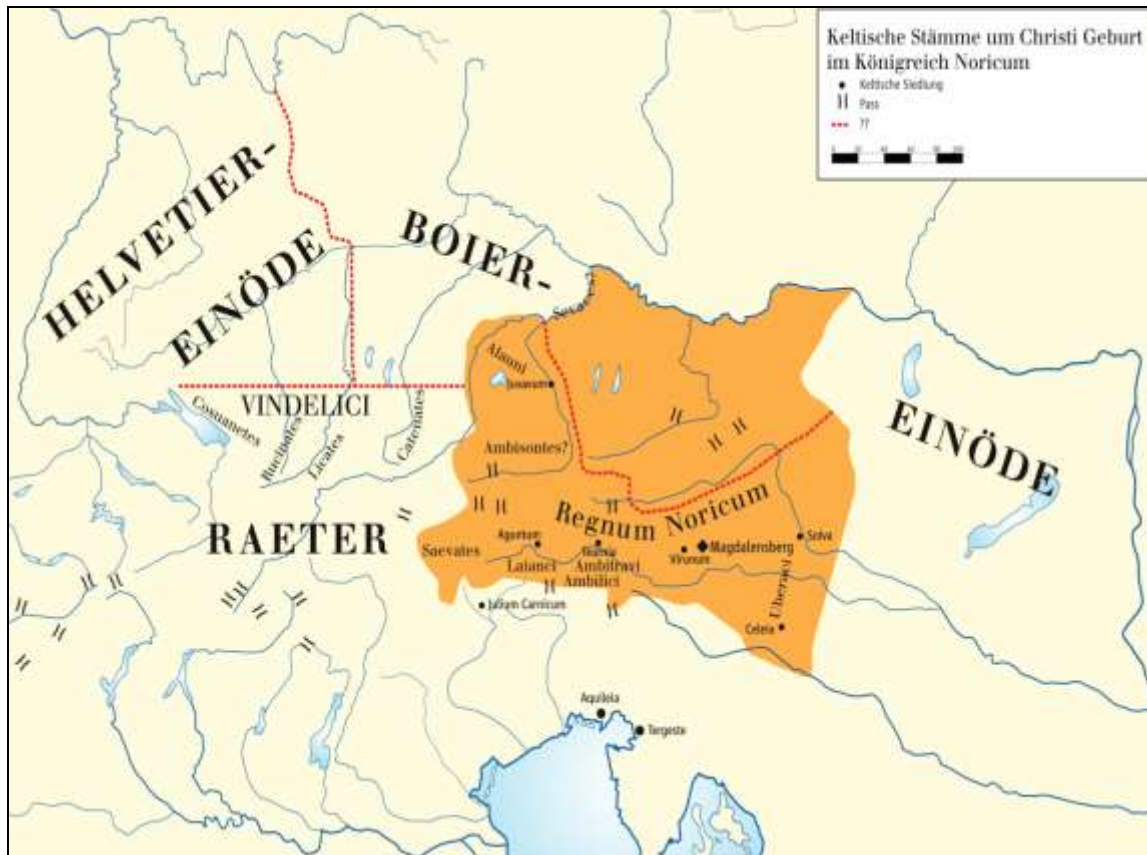 Keltische Stämme um Christi Geburt
im Königreich Noricum
Keltische Siedlung
Pass
??
HELVETIER-
EINÖDE
BOIER-
EINÖDE
Sevaces?
Alauni
Iuvavum
VINDELICI
Cosuanetes
Rucinates
Licates
Catenates
Ambisontes?
RAETER
Regnum Noricum
Saevates
Aguntum
Laianci
Ambidravi
Ambilici
Virunum
Magdalensberg
Solva
Uberaci
Celeia
Julium Carnicum
Aquileia
Tergeste